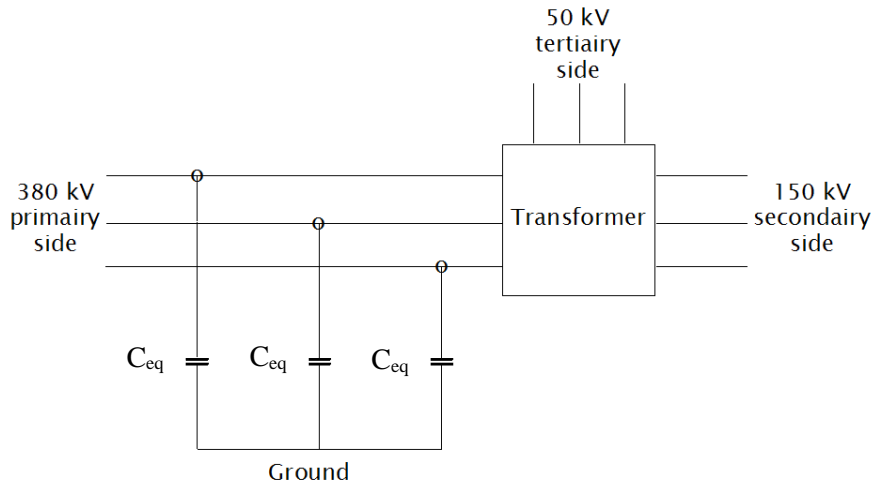 50 kV
tertiairy
side
380 kV
primairy
side
Transformer
150 kV
secondairy
side
Ceq
Ceq
Ceq
Ground